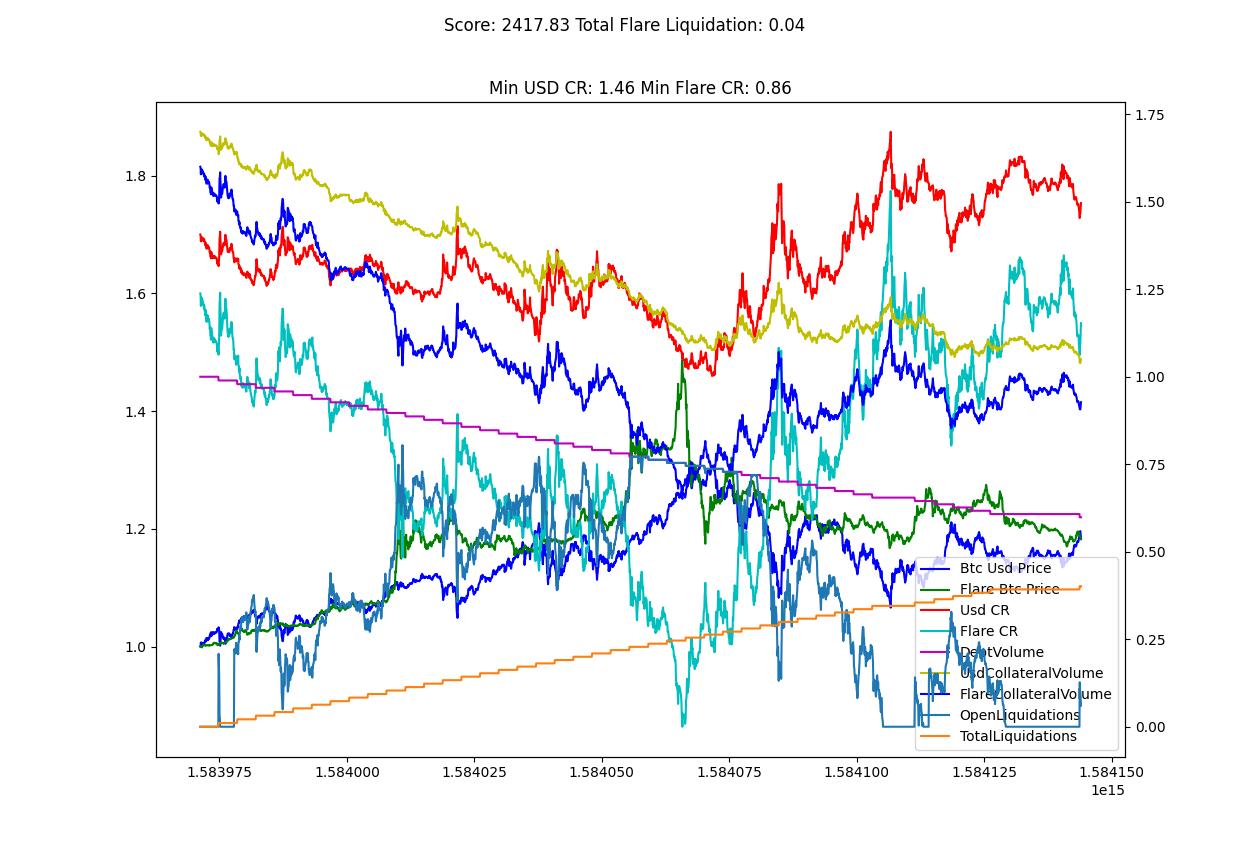 Score: 2417.83 Total Flare Liquidation: 0.04
Min USD CR: 1.46 Min Flare CR: 0.86
1.8
1.6
1.4
1.2
1.0
1.75
1.50
1.25
1.00
0.75
0.50
0.25
0.00
Btc Usd Price
Flare Btc Price
Usd CR
Flare CR
DebtVolume
UsdCollateralVolume
FlareCollateralVolume
OpenLiquidations
TotalLiquidations
1.583975 1.584000 1.584025 1.584050 1.584075 1.584100 1.584125 1.584150
1e15